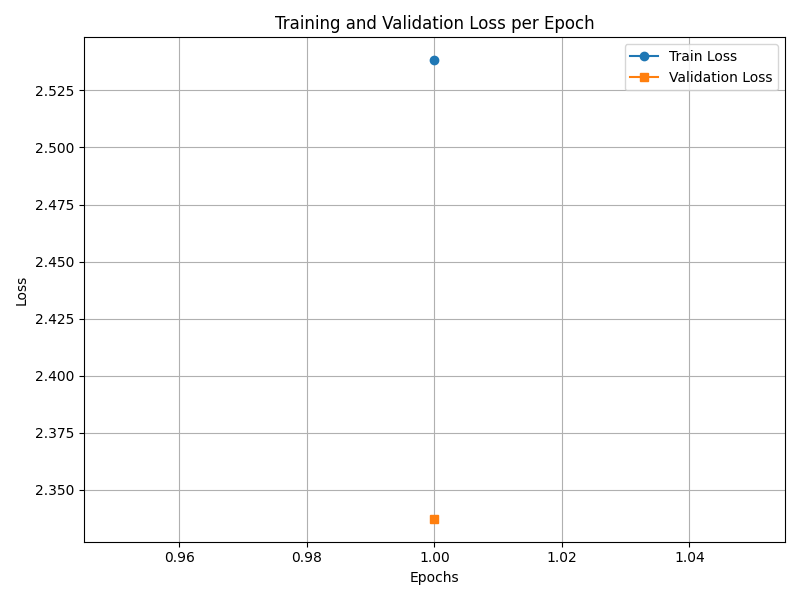 Training and Validation Loss per Epoch
Train Loss
Validation Loss
2.525
2.500
2.475
2.450
2.425
2.400
2.375
2.350
Loss
0.96
0.98
1.00
1.02
1.04
Epochs